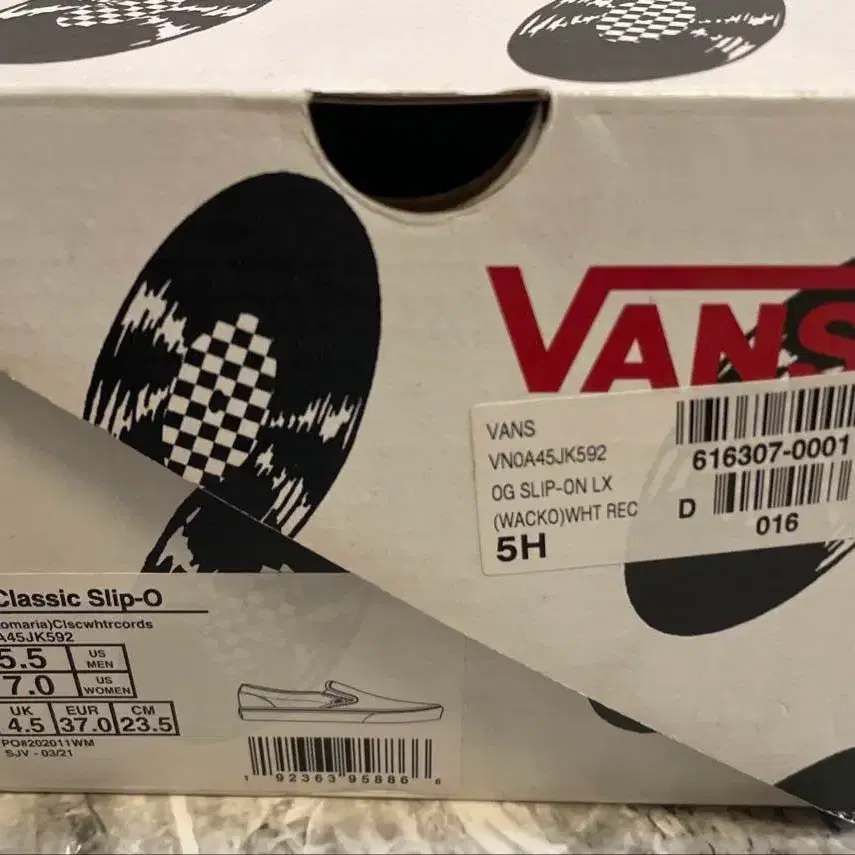 VANS
VANS
VN0A45JK592
OG SLIP-ON LX
(WACKO)WHT REC
5H
616307-0001
D
016
Classic Slip-O
omaria)Clscwhtrcords
A45JK592
5.5 US MEN
7.0 US WOMEN
UK EUR CM
4.5 37.0 23.5
PO#202011WM
SJV - 03/21
1 92363 95886 6